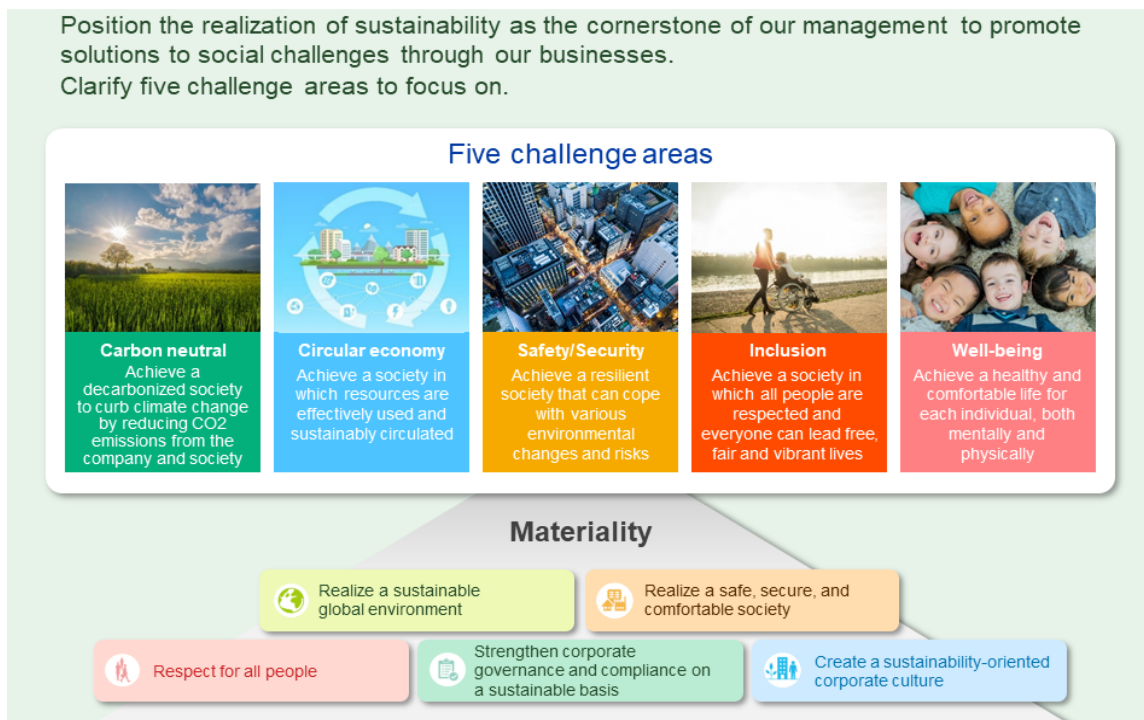 Position the realization of sustainability as the cornerstone of our management to promote
solutions to social challenges through our businesses.
Clarify five challenge areas to focus on.
Five challenge areas
Carbon neutral
Achieve a
decarbonized society
to curb climate change
by reducing CO2
emissions from the
company and society
Circular economy
Achieve a society in
which resources are
effectively used and
sustainably circulated
Safety/Security
Achieve a resilient
society that can cope
with various
environmental
changes and risks
Inclusion
Achieve a society in
which all people are
respected and
everyone can lead free,
fair and vibrant lives
Well-being
Achieve a healthy and
comfortable life for
each individual, both
mentally and
physically
Materiality
Realize a sustainable
global environment
Realize a safe, secure, and
comfortable society
Respect for all people
Strengthen corporate
governance and compliance on
a sustainable basis
Create a sustainability-oriented
corporate culture